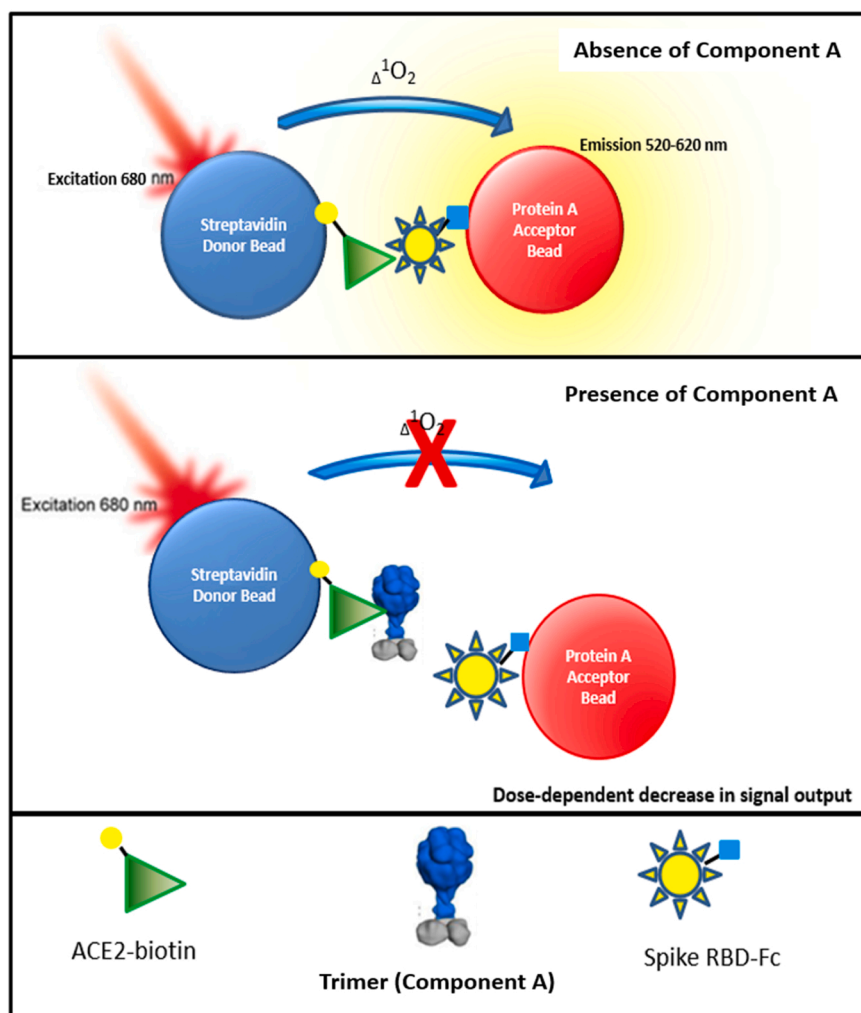 Absence of Component A
Δ¹O₂
Excitation 680 nm
Emission 520-620 nm
Streptavidin
Donor Bead
Protein A
Acceptor
Bead
Presence of Component A
Δ¹O₂
X
Excitation 680 nm
Streptavidin
Donor Bead
Protein A
Acceptor
Bead
Dose-dependent decrease in signal output
ACE2-biotin
Trimer (Component A)
Spike RBD-Fc